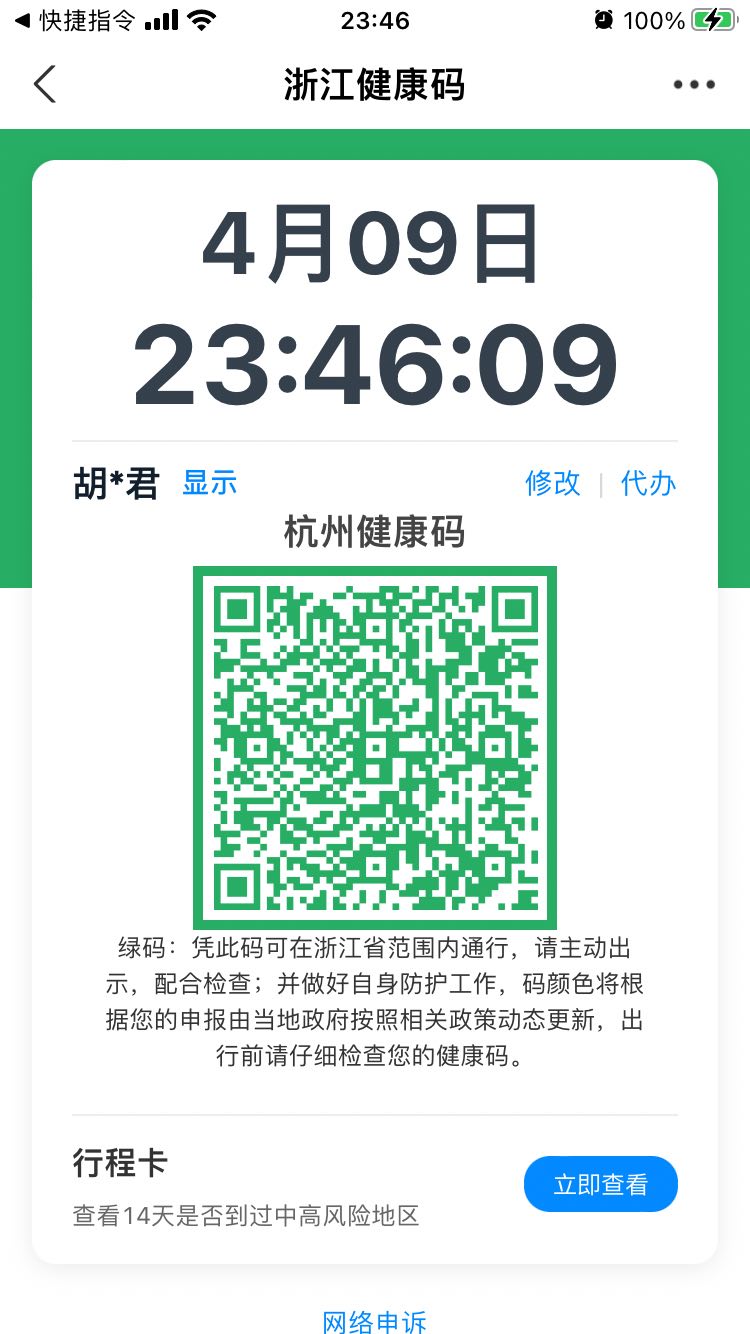 ◀快捷指令 23:46 100%
浙江健康码
4月09日
23:46:09
胡*君 显示 修改 | 代办
杭州健康码
绿码：凭此码可在浙江省范围内通行，请主动出
示，配合检查；并做好自身防护工作，码颜色将根
据您的申报由当地政府按照相关政策动态更新，出
行前请仔细检查您的健康码。
行程卡
立即查看
查看14天是否到过中高风险地区
网络申诉